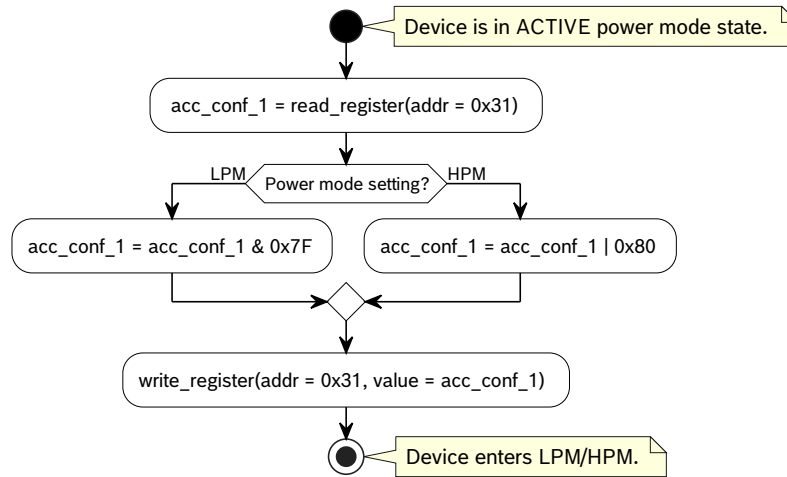 Device is in ACTIVE power mode state.
acc_conf_1 = read_register(addr = 0x31)
LPM
Power mode setting?
HPM
acc_conf_1 = acc_conf_1 & 0x7F
acc_conf_1 = acc_conf_1 | 0x80
write_register(addr = 0x31, value = acc_conf_1)
Device enters LPM/HPM.